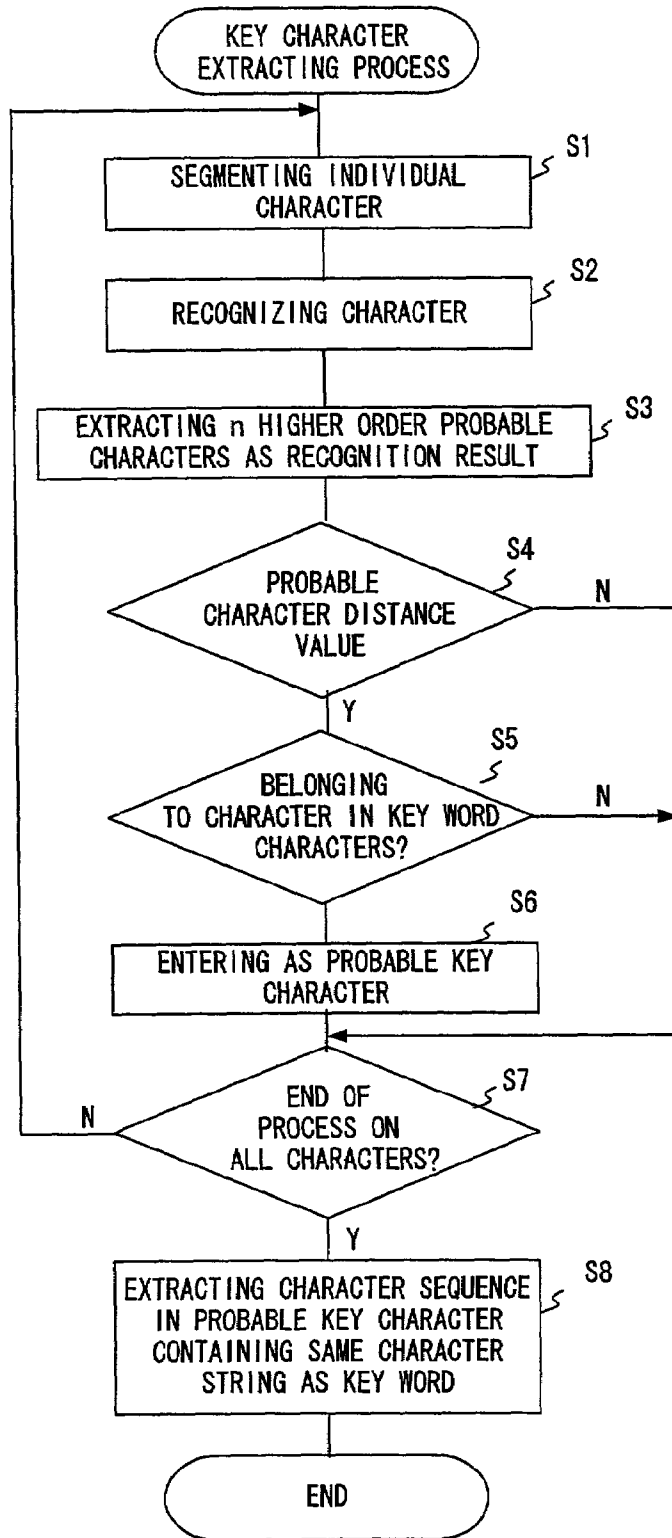 KEY CHARACTER
EXTRACTING PROCESS
S1
SEGMENTING INDIVIDUAL
CHARACTER
S2
RECOGNIZING CHARACTER
S3
EXTRACTING n HIGHER ORDER PROBABLE
CHARACTERS AS RECOGNITION RESULT
S4
PROBABLE
CHARACTER DISTANCE
VALUE
N
Y
S5
BELONGING
TO CHARACTER IN KEY WORD
CHARACTERS?
N
S6
ENTERING AS PROBABLE KEY
CHARACTER
S7
END OF
PROCESS ON
ALL CHARACTERS?
N
Y
S8
EXTRACTING CHARACTER SEQUENCE
IN PROBABLE KEY CHARACTER
CONTAINING SAME CHARACTER
STRING AS KEY WORD
END